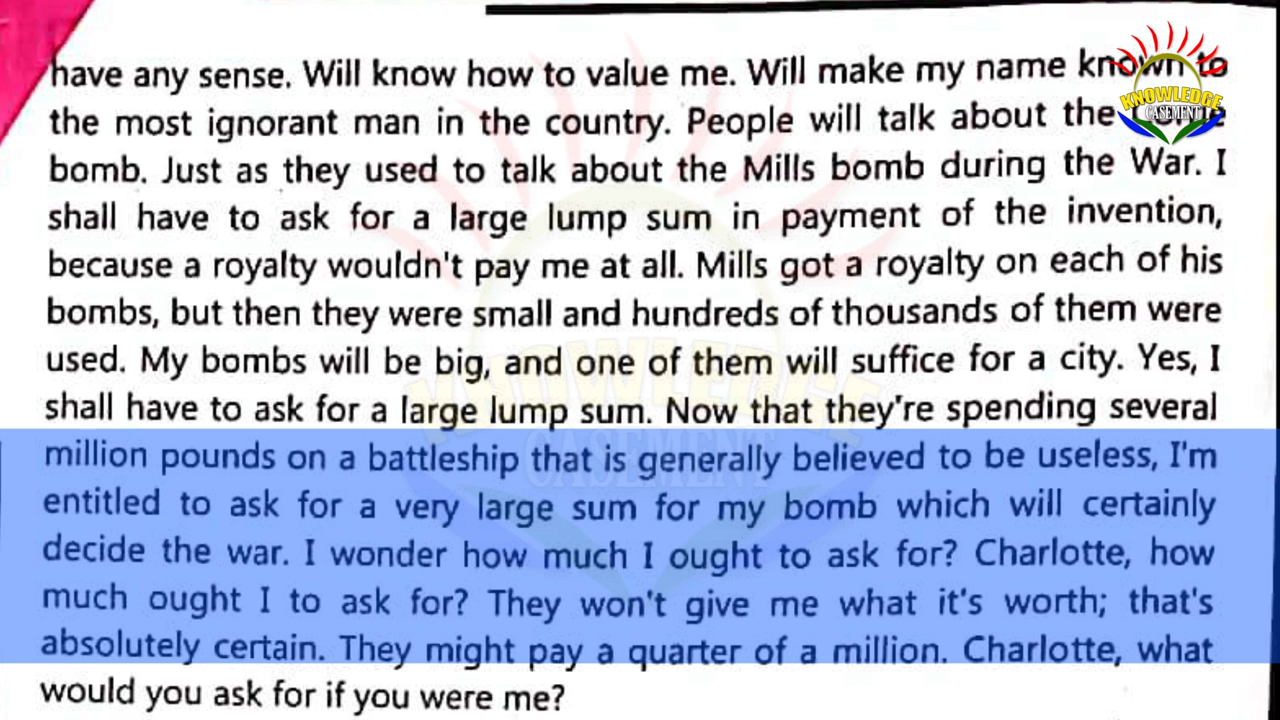 have any sense. Will know how to value me. Will make my name known to
the most ignorant man in the country. People will talk about the
bomb. Just as they used to talk about the Mills bomb during the War. I
shall have to ask for a large lump sum in payment of the invention,
because a royalty wouldn't pay me at all. Mills got a royalty on each of his
bombs, but then they were small and hundreds of thousands of them were
used. My bombs will be big, and one of them will suffice for a city. Yes, I
shall have to ask for a large lump sum. Now that they're spending several
million pounds on a battleship that is generally believed to be useless, I'm
entitled to ask for a very large sum for my bomb which will certainly
decide the war. I wonder how much I ought to ask for? Charlotte, how
much ought I to ask for? They won't give me what it's worth; that's
absolutely certain. They might pay a quarter of a million. Charlotte, what
would you ask for if you were me?
KNOWLEDGE
CASEMENT
KNOWLEDGE
CASEMENT